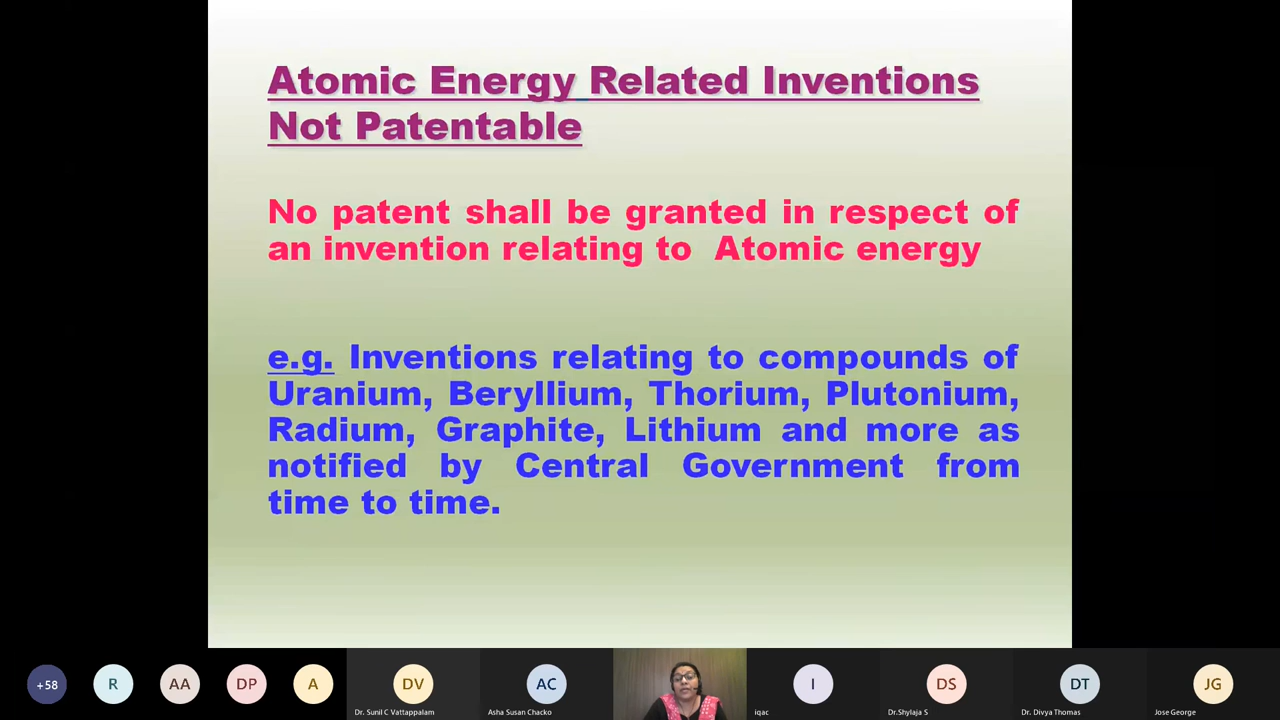 Atomic Energy Related Inventions
Not Patentable
No patent shall be granted in respect of
an invention relating to Atomic energy
e.g. Inventions relating to compounds of
Uranium, Beryllium, Thorium, Plutonium,
Radium, Graphite, Lithium and more as
notified by Central Government from
time to time.
+58 R AA DP A DV AC I DS DT JG
Dr. Sunil C Vattappalam Asha Susan Chacko iqac Dr.Shylaja S Dr. Divya Thomas Jose George